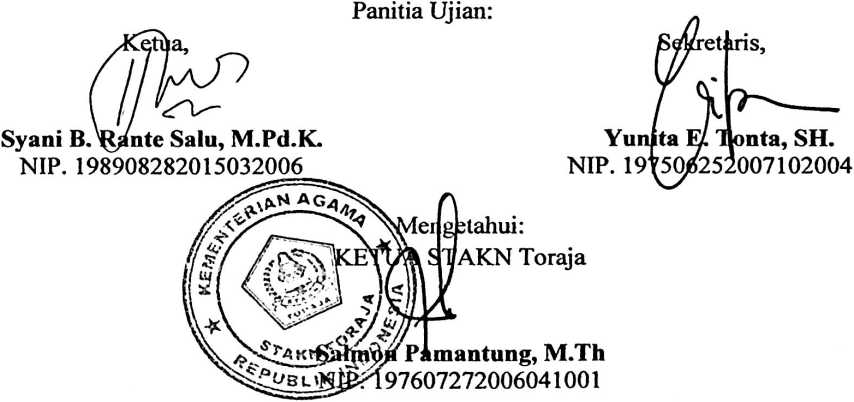 Panitia Ujian:
Ketua,
Sekretaris,
Syani B. Rante Salu, M.Pd.K.
NIP. 198908282015032006
Yunita E. Tonta, SH.
NIP. 197506252007102004
Mengetahui:
KETUA STAKN Toraja
Salmon Pamantung, M.Th
NIP. 197607272006041001
KEMENTERIAN AGAMA
REPUBLIK INDONESIA
STAKN TORAJA
TORAJA